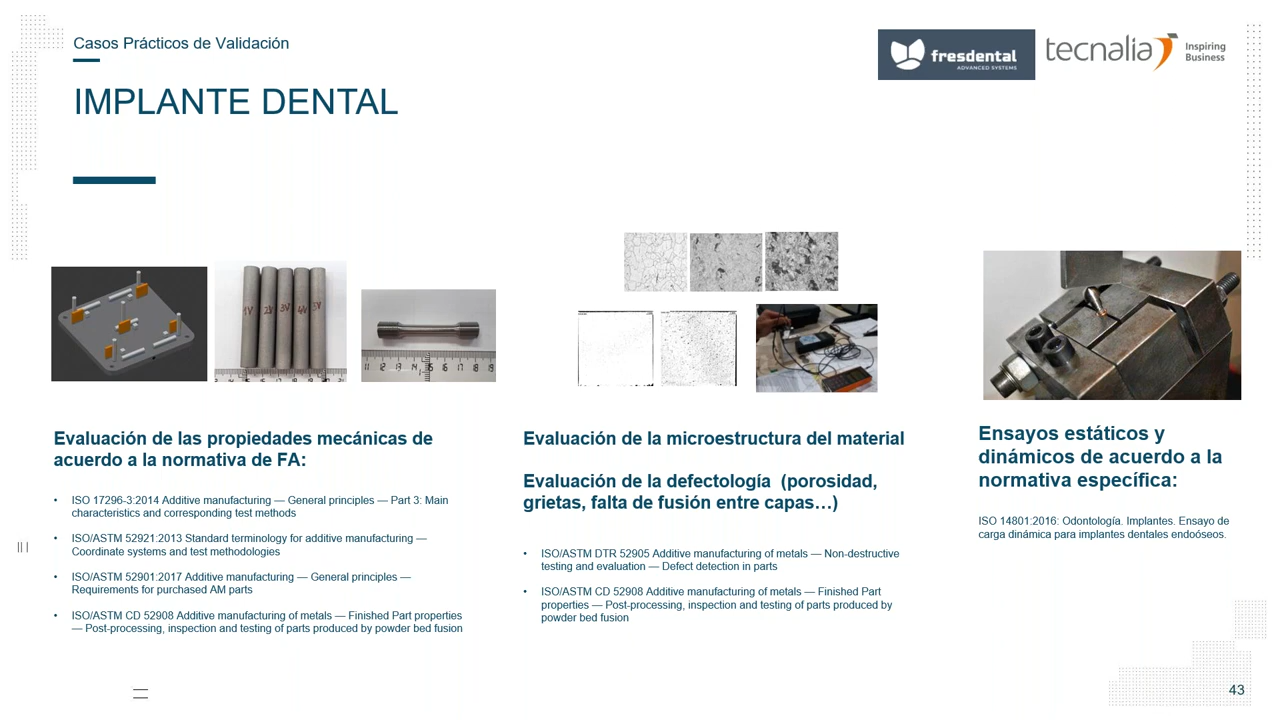 Casos Prácticos de Validación
IMPLANTE DENTAL
fresdental
ADVANCED SYSTEMS
tecnalia
Inspiring
Business
1V 2V 3V 4V 5V
Evaluación de las propiedades mecánicas de
acuerdo a la normativa de FA:
• ISO 17296-3:2014 Additive manufacturing — General principles — Part 3: Main
characteristics and corresponding test methods
• ISO/ASTM 52921:2013 Standard terminology for additive manufacturing —
Coordinate systems and test methodologies
• ISO/ASTM 52901:2017 Additive manufacturing — General principles —
Requirements for purchased AM parts
• ISO/ASTM CD 52908 Additive manufacturing of metals — Finished Part properties
— Post-processing, inspection and testing of parts produced by powder bed fusion
Evaluación de la microestructura del material
Evaluación de la defectología (porosidad,
grietas, falta de fusión entre capas…)
• ISO/ASTM DTR 52905 Additive manufacturing of metals — Non-destructive
testing and evaluation — Defect detection in parts
• ISO/ASTM CD 52908 Additive manufacturing of metals — Finished Part
properties — Post-processing, inspection and testing of parts produced by
powder bed fusion
Ensayos estáticos y
dinámicos de acuerdo a la
normativa específica:
ISO 14801:2016: Odontología. Implantes. Ensayo de
carga dinámica para implantes dentales endoóseos.
43